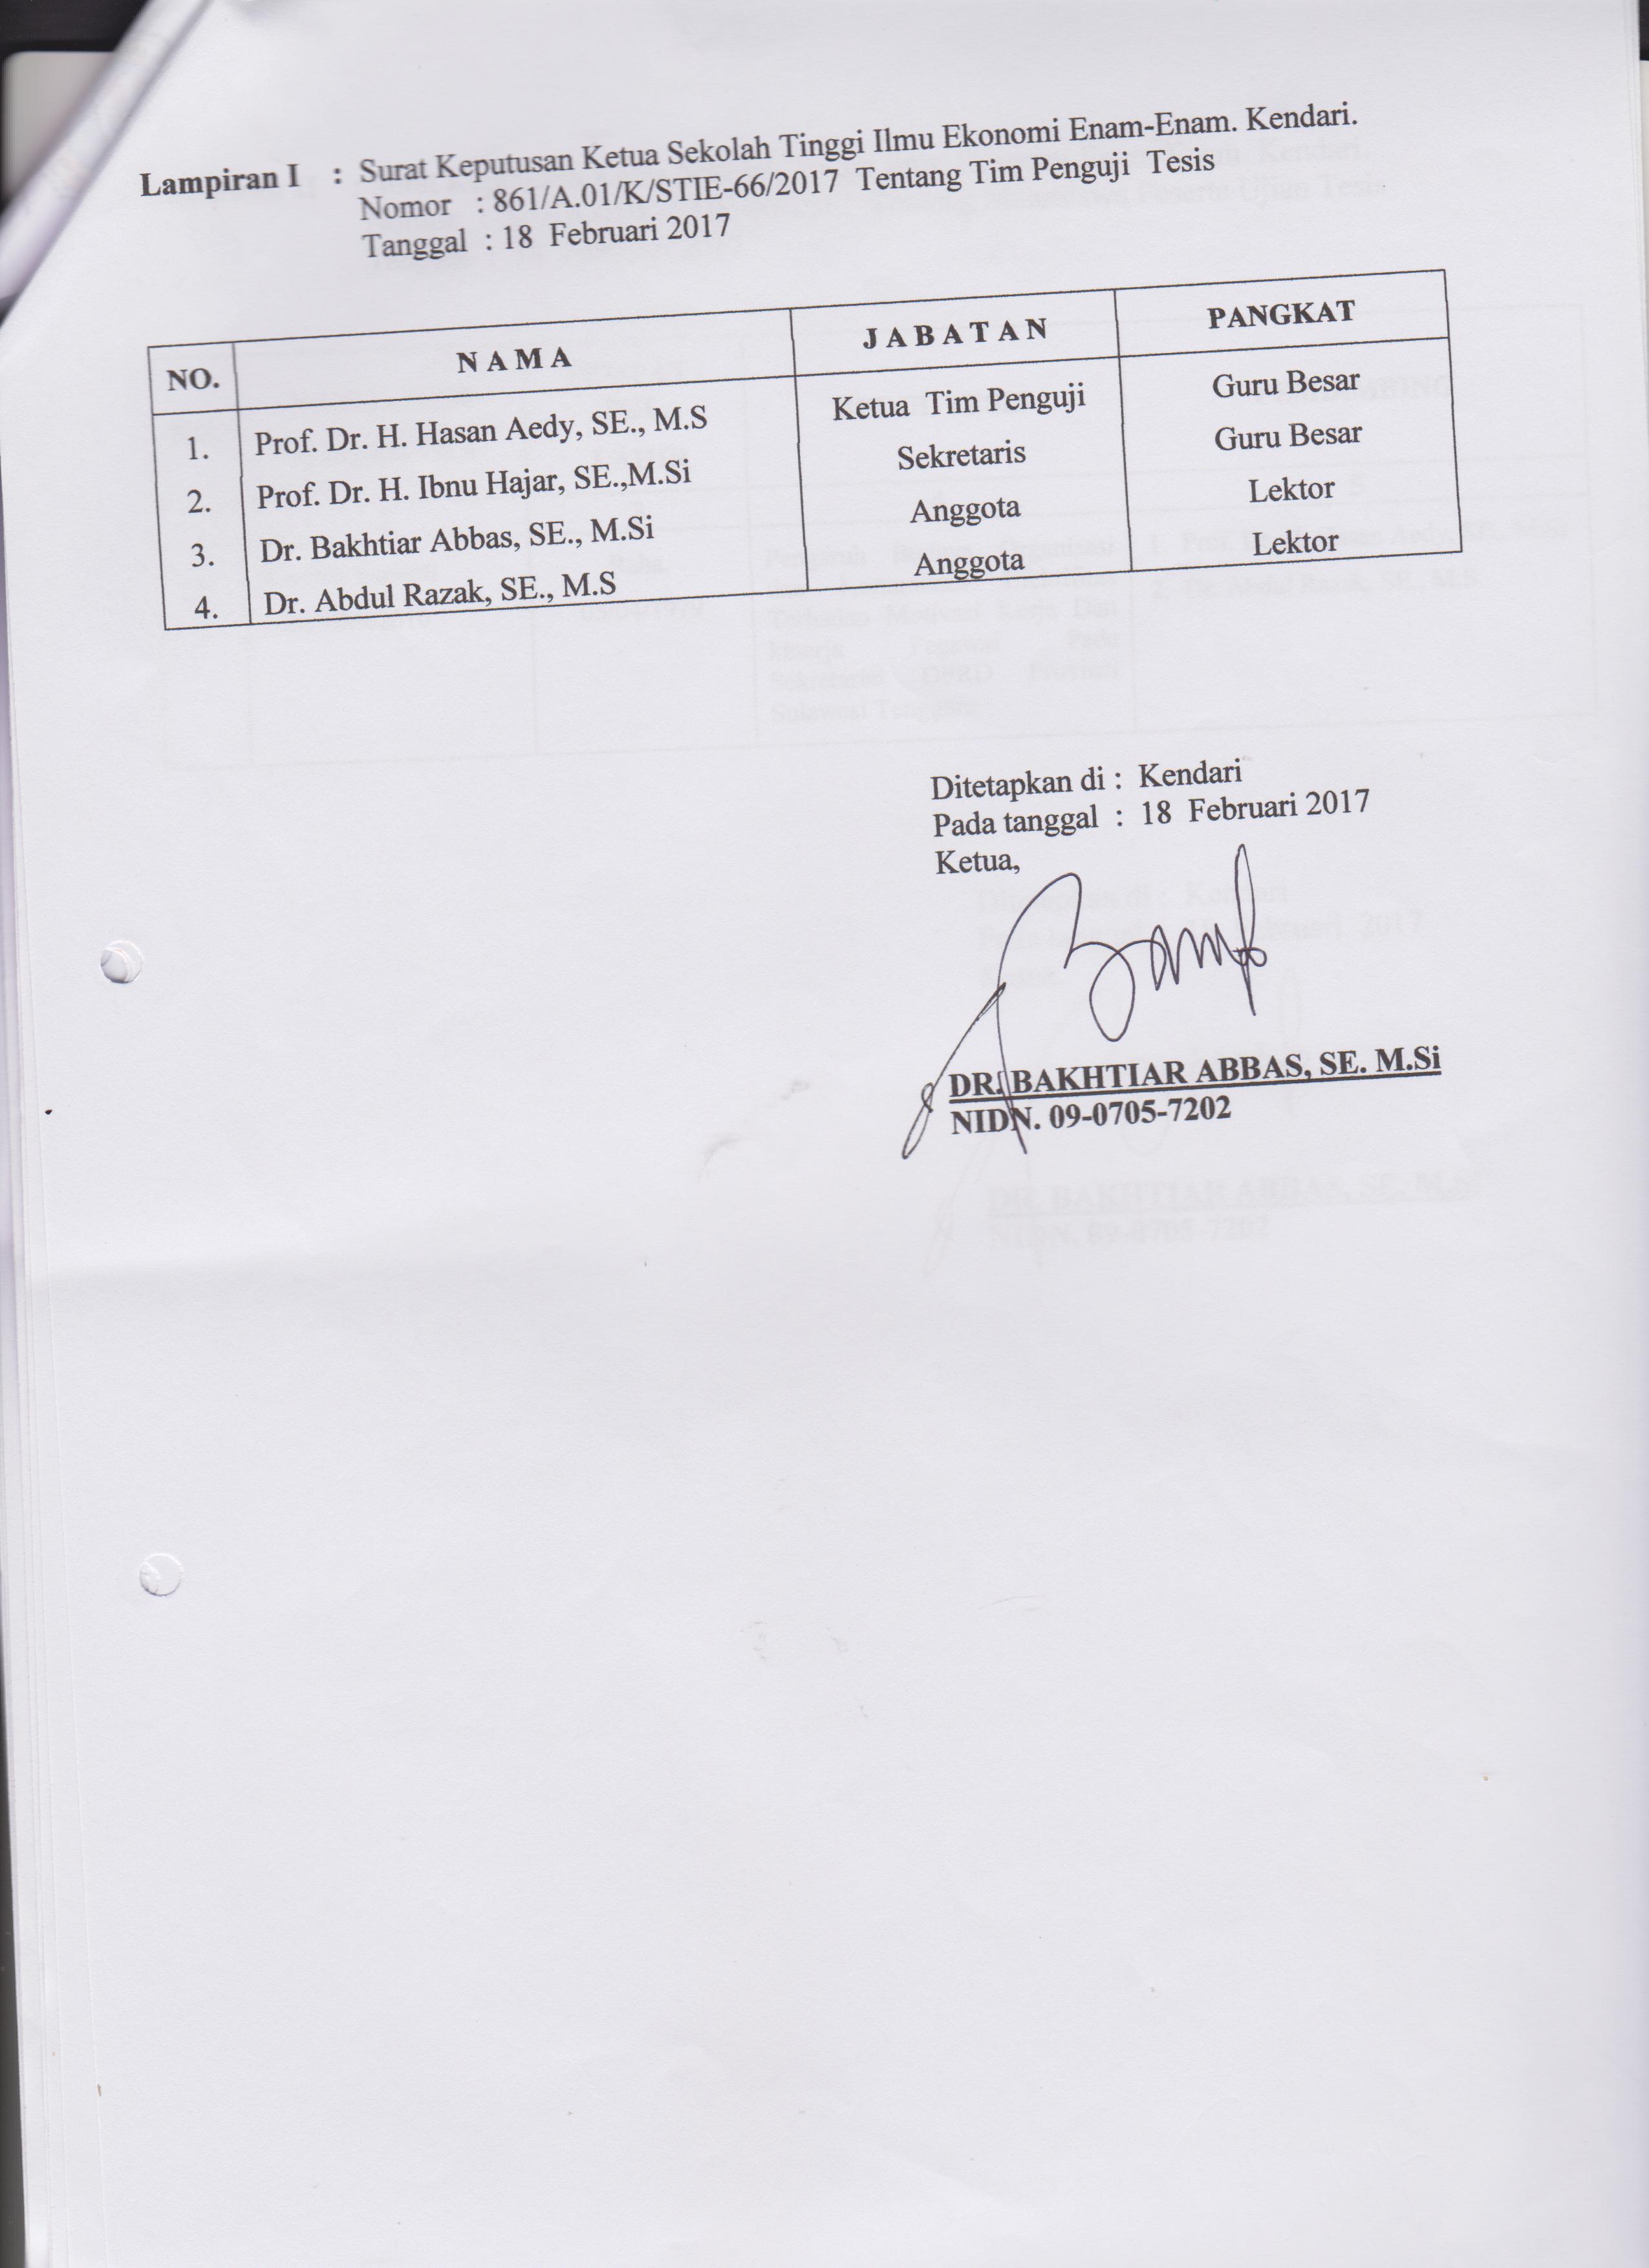 Lampiran I : Surat Keputusan Ketua Sekolah Tinggi Ilmu Ekonomi Enam-Enam. Kendari.
Nomor : 861/A.01/K/STIE-66/2017 Tentang Tim Penguji Tesis
Tanggal : 18 Februari 2017
NO. N A M A J A B A T A N PANGKAT
1. Prof. Dr. H. Hasan Aedy, SE., M.S Ketua Tim Penguji Guru Besar
2. Prof. Dr. H. Ibnu Hajar, SE.,M.Si Sekretaris Guru Besar
3. Dr. Bakhtiar Abbas, SE., M.Si Anggota Lektor
4. Dr. Abdul Razak, SE., M.S Anggota Lektor
Ditetapkan di : Kendari
Pada tanggal : 18 Februari 2017
Ketua,
DR. BAKHTIAR ABBAS, SE. M.Si
NIDN. 09-0705-7202